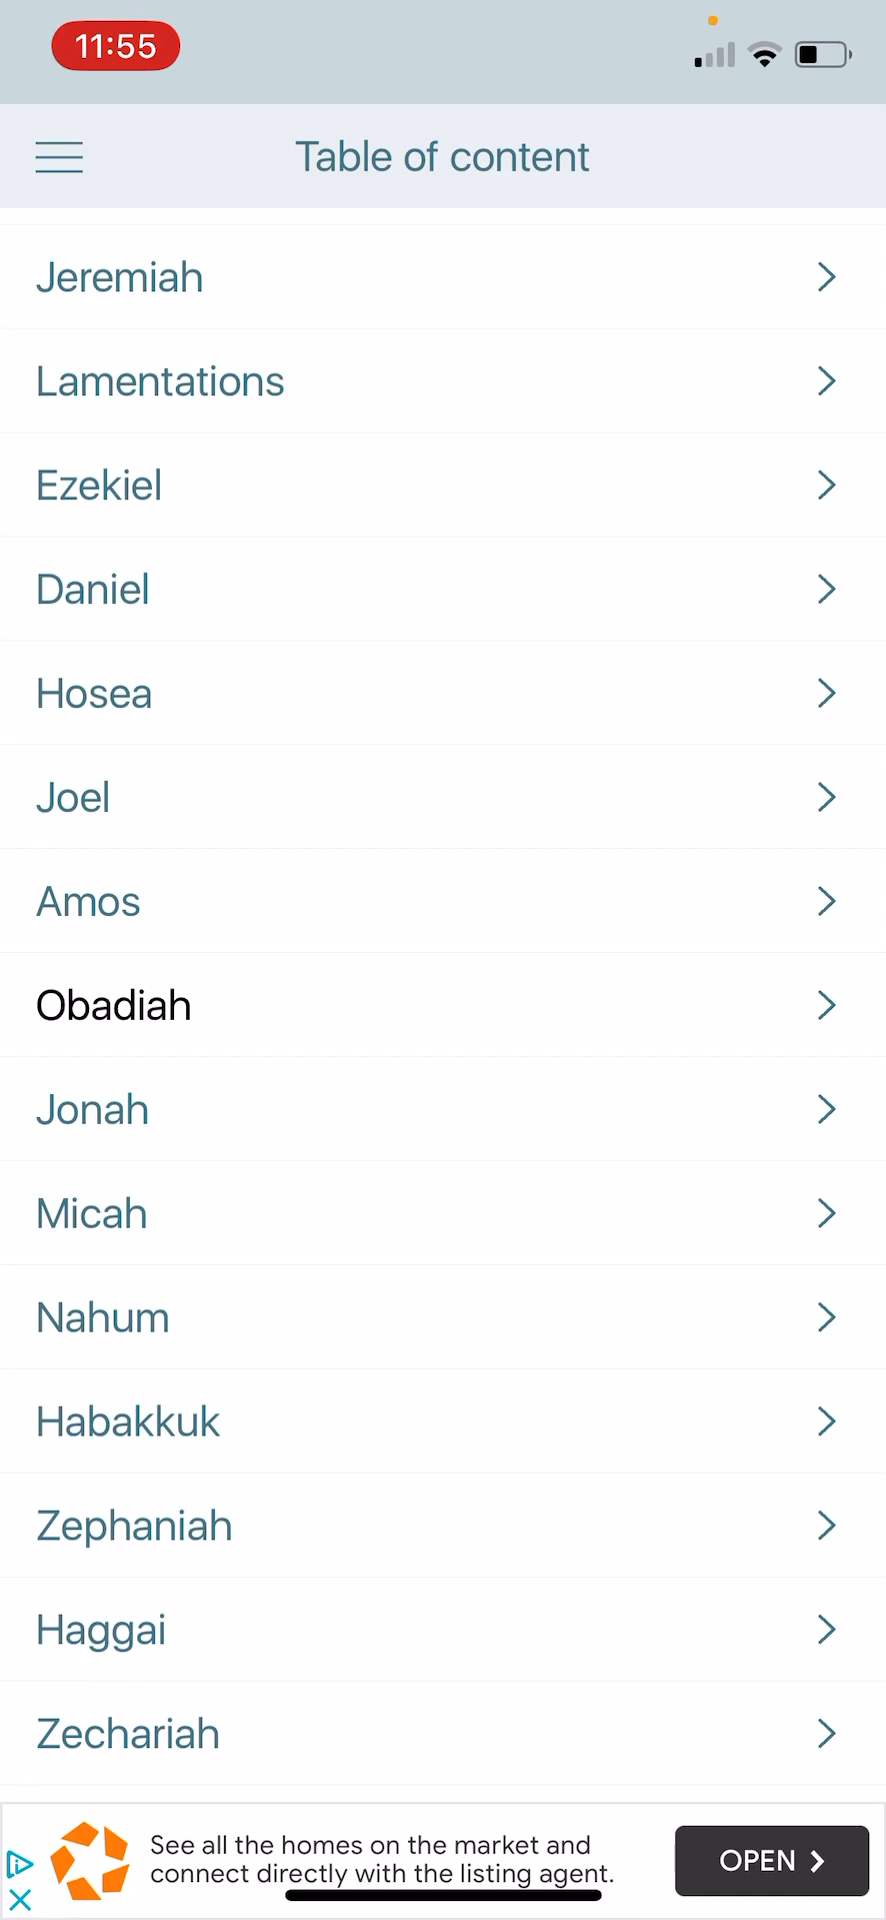 11:55
Table of content
Jeremiah
Lamentations
Ezekiel
Daniel
Hosea
Joel
Amos
Obadiah
Jonah
Micah
Nahum
Habakkuk
Zephaniah
Haggai
Zechariah
See all the homes on the market and
connect directly with the listing agent.
OPEN